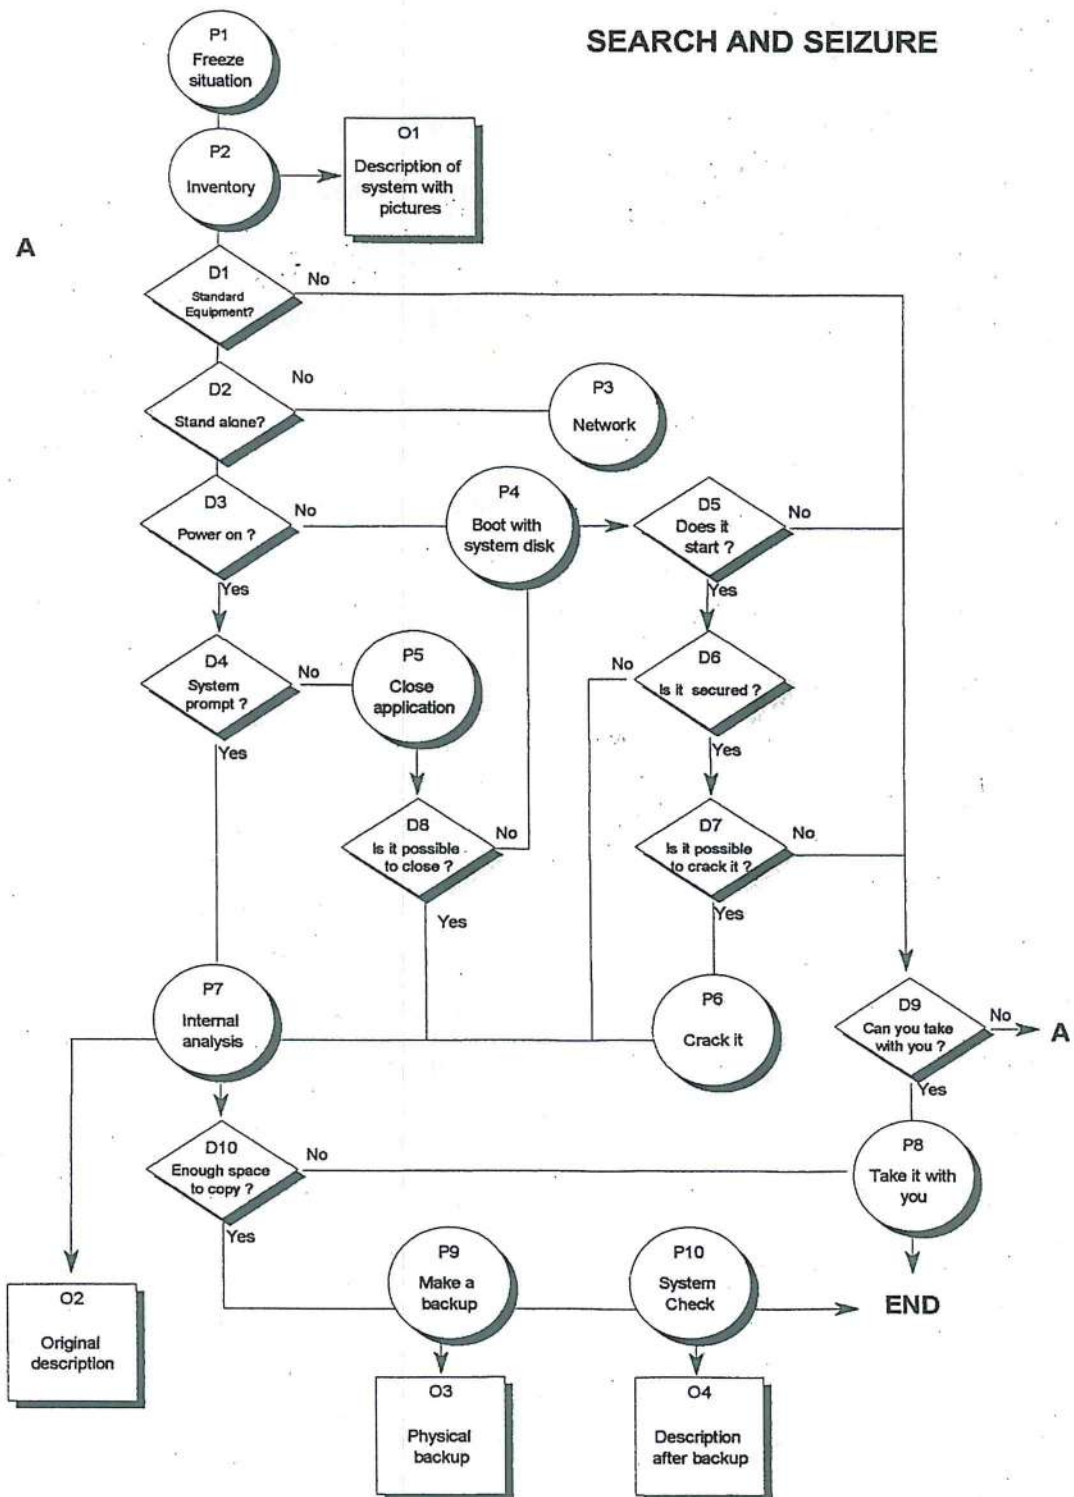 SEARCH AND SEIZURE
P1
Freeze
situation
P2
Inventory
O1
Description of
system with
pictures
A
D1
Standard
Equipment?
No
D2
Stand alone?
No
P3
Network
D3
Power on ?
No
Yes
P4
Boot with
system disk
D5
Does it
start ?
No
Yes
D4
System
prompt ?
No
Yes
P5
Close
application
D6
Is it secured ?
No
Yes
D8
Is it possible
to close ?
No
Yes
D7
Is it possible
to crack it ?
No
Yes
P7
Internal
analysis
P6
Crack it
D9
Can you take
with you ?
No
A
Yes
D10
Enough space
to copy ?
No
Yes
P8
Take it with
you
P9
Make a
backup
P10
System
Check
END
O2
Original
description
O3
Physical
backup
O4
Description
after backup